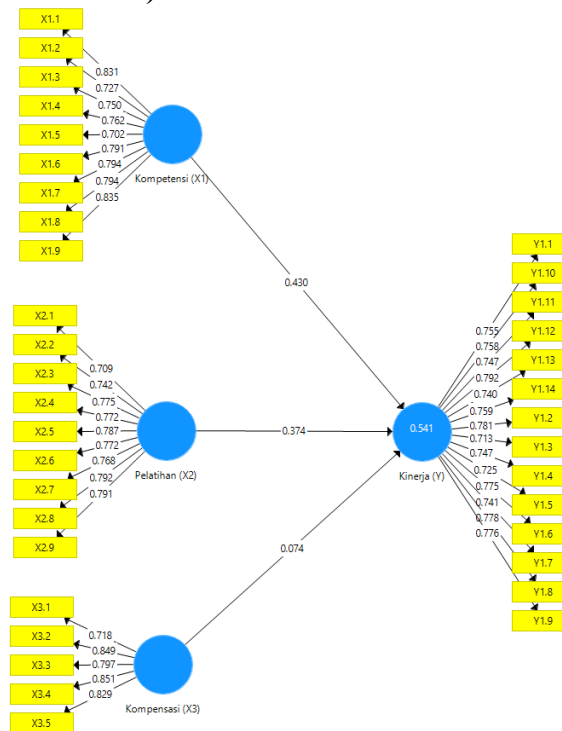 X1.1
X1.2
X1.3
X1.4
X1.5
X1.6
X1.7
X1.8
X1.9
0.831
0.727
0.750
0.762
0.702
0.791
0.794
0.794
0.835
Kompetensi (X1)
0.430
X2.1
X2.2
X2.3
X2.4
X2.5
X2.6
X2.7
X2.8
X2.9
0.709
0.742
0.775
0.772
0.787
0.772
0.768
0.792
0.791
Pelatihan (X2)
0.374
X3.1
X3.2
X3.3
X3.4
X3.5
0.718
0.849
0.797
0.851
0.829
Kompensasi (X3)
0.074
0.541
Kinerja (Y)
0.755
0.758
0.747
0.792
0.740
0.759
0.781
0.713
0.747
0.725
0.775
0.741
0.778
0.776
Y1.1
Y1.10
Y1.11
Y1.12
Y1.13
Y1.14
Y1.2
Y1.3
Y1.4
Y1.5
Y1.6
Y1.7
Y1.8
Y1.9